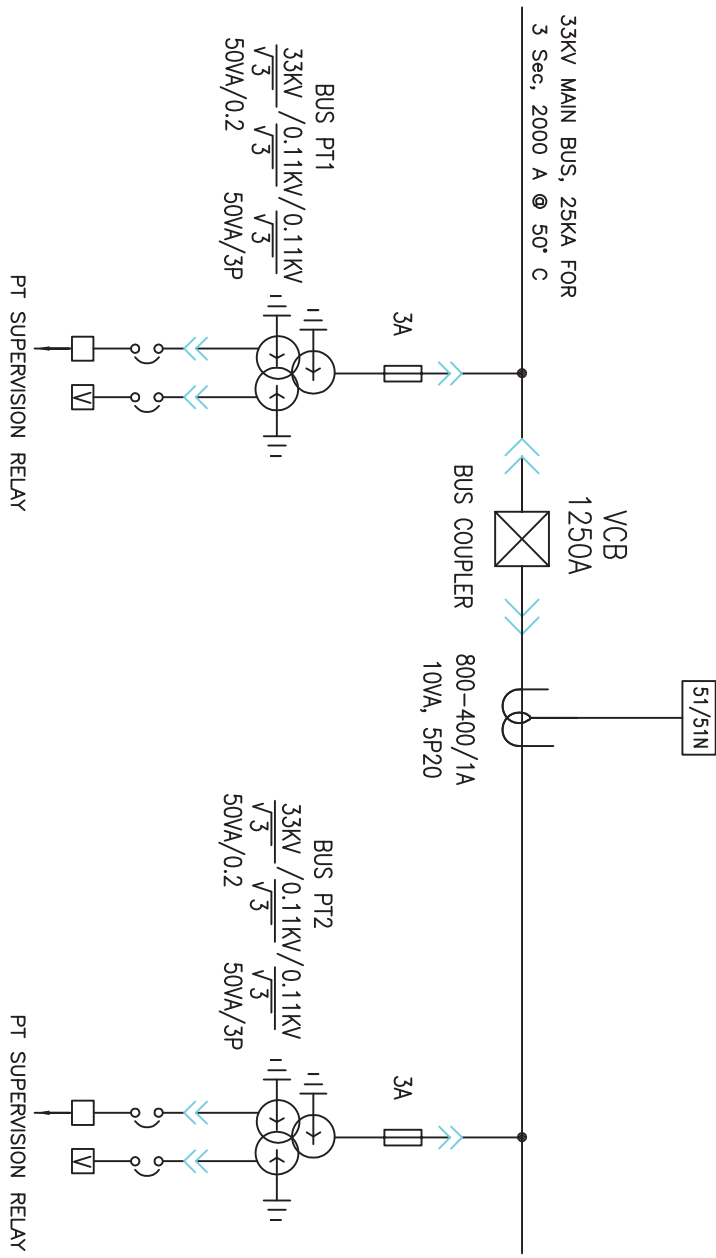 33KV MAIN BUS, 25KA FOR
3 Sec, 2000 A @ 50° C
VCB
1250A
BUS COUPLER
51/51N
800-400/1A
10VA, 5P20
3A
BUS PT1
33KV/0.11KV/0.11KV
√3 √3 √3
50VA/0.2 50VA/3P
V
PT SUPERVISION RELAY
3A
BUS PT2
33KV/0.11KV/0.11KV
√3 √3 √3
50VA/0.2 50VA/3P
V
PT SUPERVISION RELAY